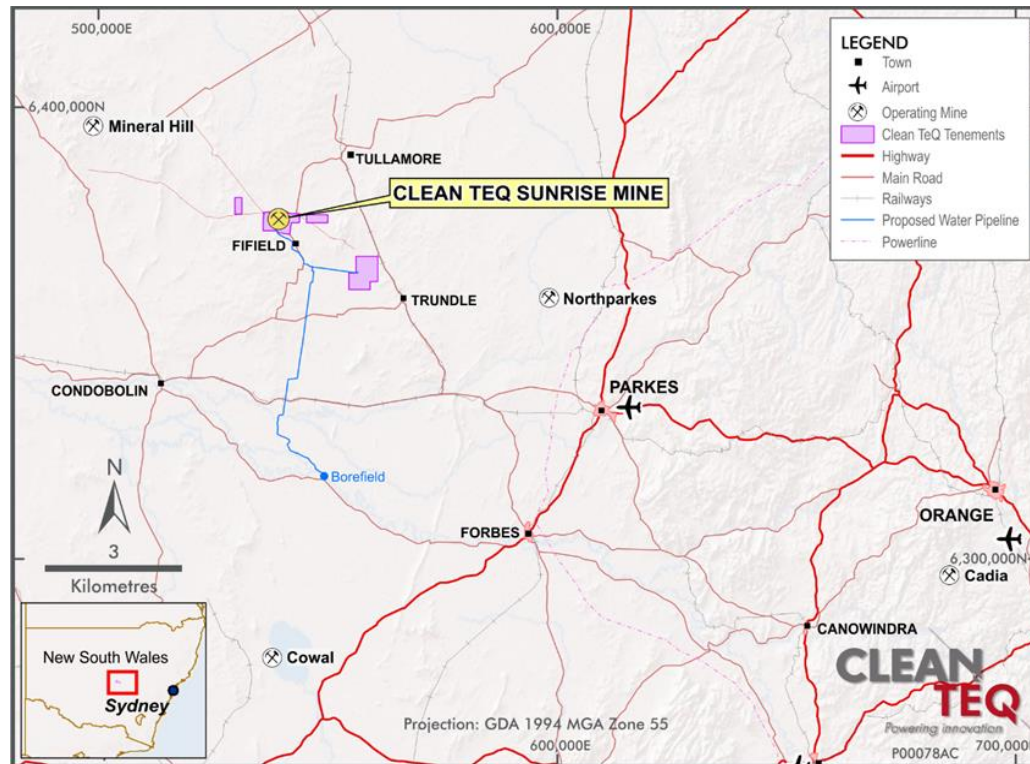 500,000E
600,000E
6,400,000N
Mineral Hill
TULLAMORE
CLEAN TEQ SUNRISE MINE
FIFIELD
TRUNDLE
Northparkes
CONDOBOLIN
PARKES
Borefield
FORBES
ORANGE
6,300,000N
Cadia
CANOWINDRA
Cowal
LEGEND
Town
Airport
Operating Mine
Clean TeQ Tenements
Highway
Main Road
Railways
Proposed Water Pipeline
Powerline
N
3
Kilometres
New South Wales
Sydney
Projection: GDA 1994 MGA Zone 55
600,000E
CLEAN
TEQ
Powering innovation
P00078AC
700,0